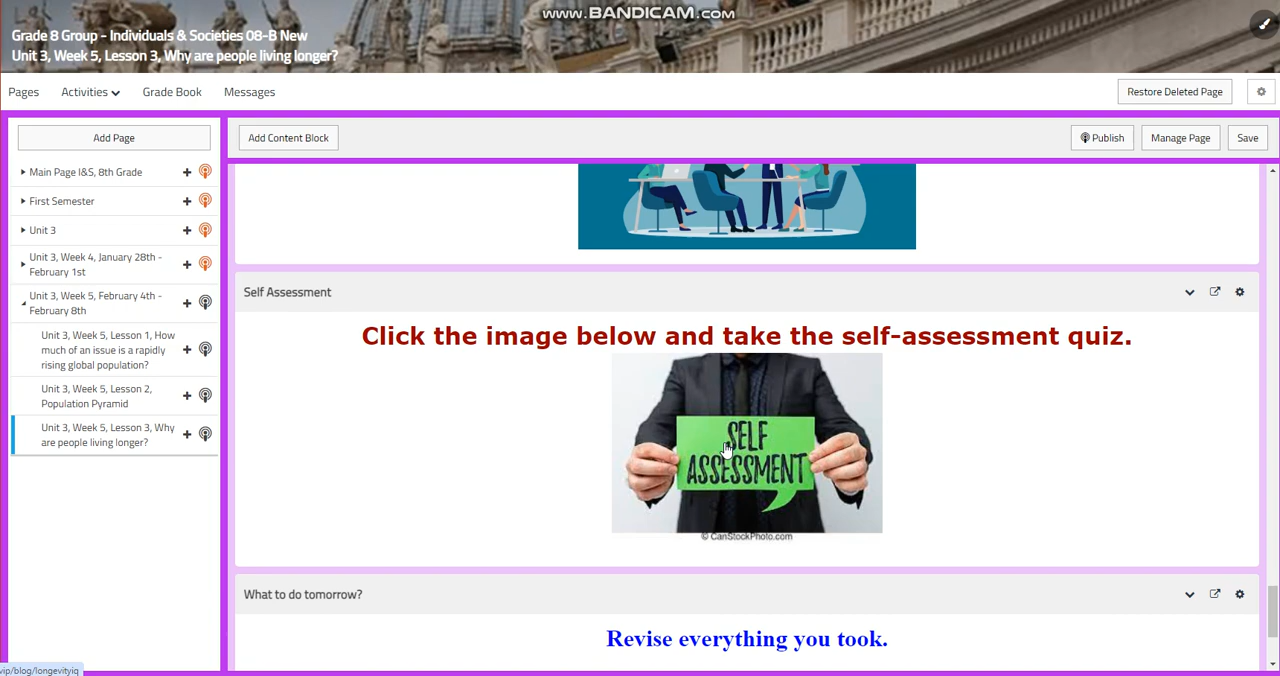 www.BANDICAM.com
Grade 8 Group - Individuals & Societies 08-B New
Unit 3, Week 5, Lesson 3, Why are people living longer?
Pages
Activities
Grade Book
Messages
Restore Deleted Page
Add Page
Add Content Block
Publish
Manage Page
Save
Main Page I&S, 8th Grade
First Semester
Unit 3
Unit 3, Week 4, January 28th -
February 1st
Unit 3, Week 5, February 4th -
February 8th
Unit 3, Week 5, Lesson 1, How
much of an issue is a rapidly
rising global population?
Unit 3, Week 5, Lesson 2,
Population Pyramid
Unit 3, Week 5, Lesson 3, Why
are people living longer?
Self Assessment
Click the image below and take the self-assessment quiz.
SELF
ASSESSMENT
© CanStockPhoto.com
What to do tomorrow?
Revise everything you took.
vip/blog/longevityiq